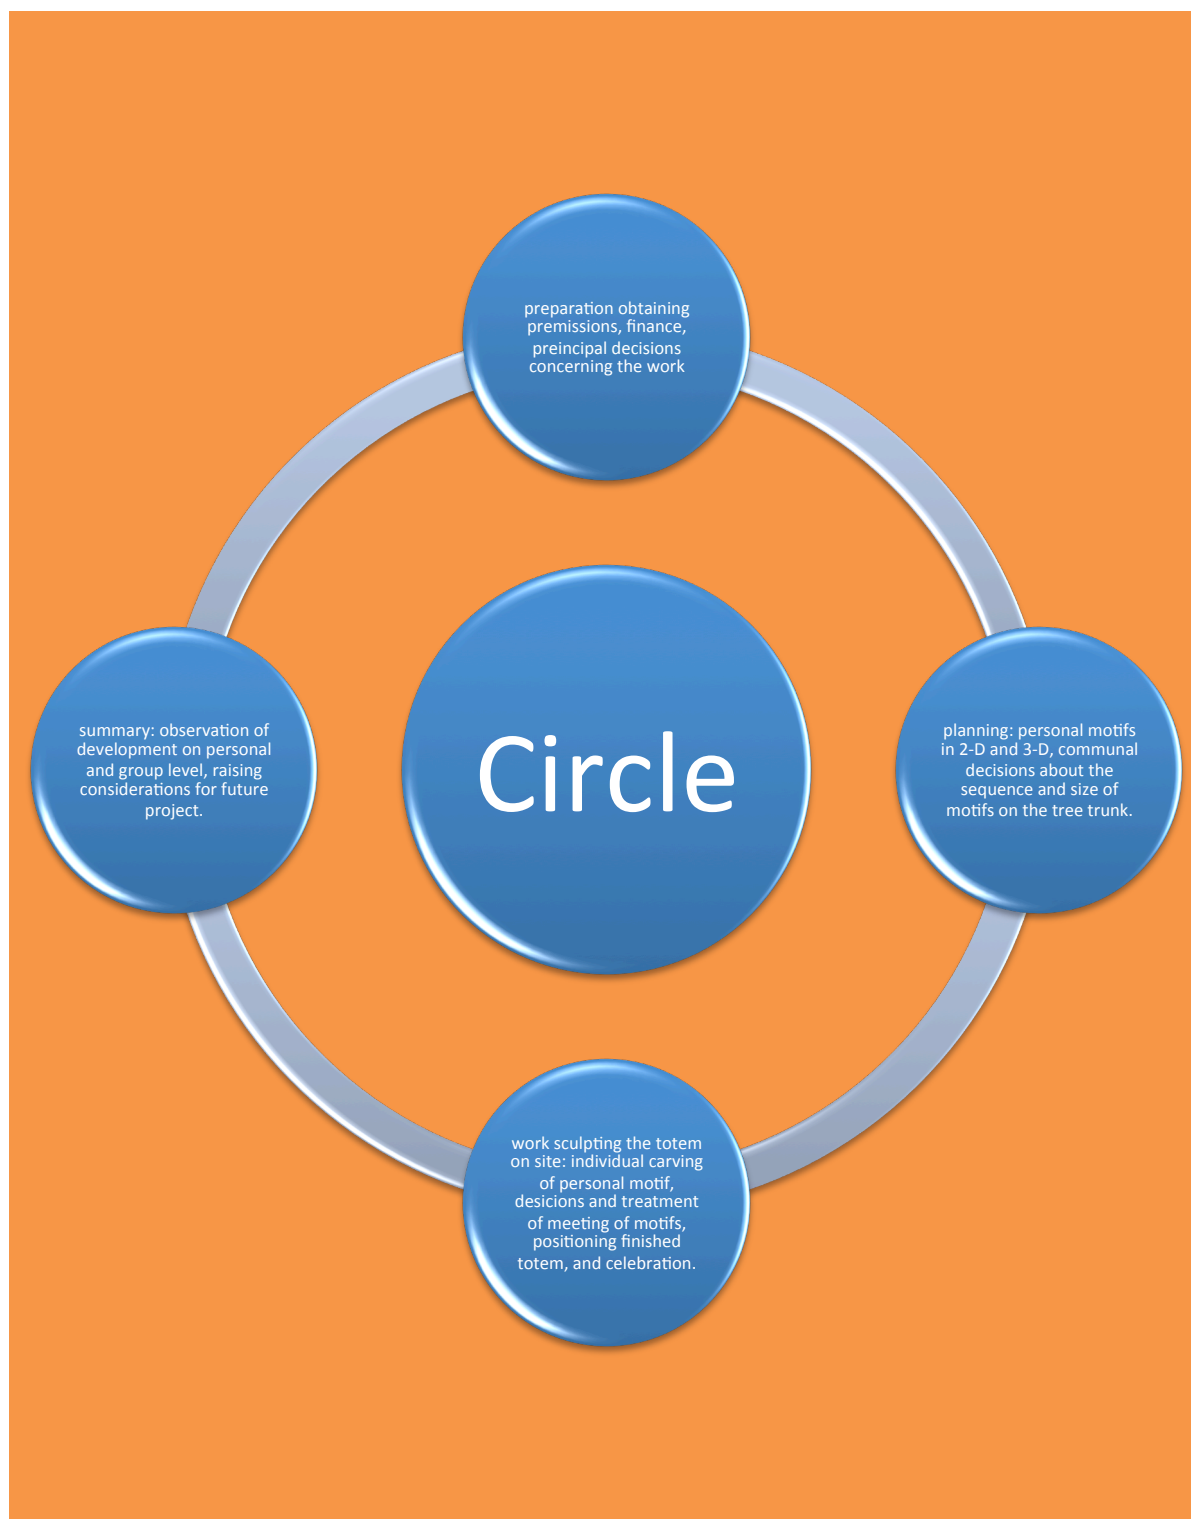 preparation obtaining
premissions, finance,
preincipal decisions
concerning the work
Circle
planning: personal motifs
in 2-D and 3-D, communal
decisions about the
sequence and size of
motifs on the tree trunk.
work sculpting the totem
on site: individual carving
of personal motif,
desicions and treatment
of meeting of motifs,
positioning finished
totem, and celebration.
summary: observation of
development on personal
and group level, raising
considerations for future
project.